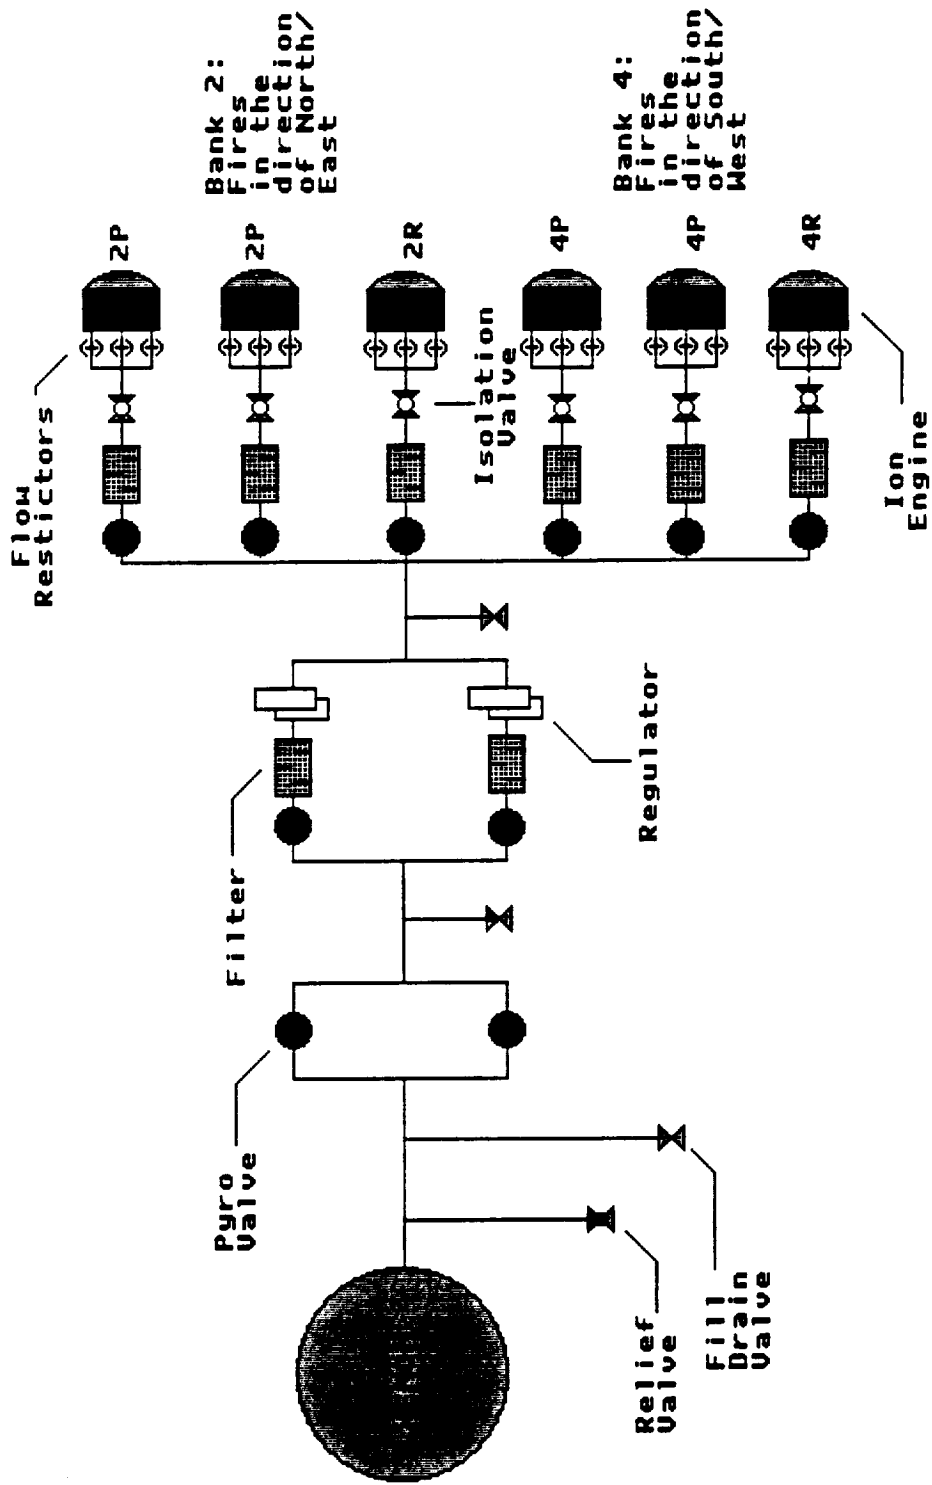 Bank 2:
Fires
in the
direction
of North/
East
Bank 4:
Fires
in the
direction
of South/
West
2P
2P
2R
4P
4P
4R
Flow
Restictors
Isolation
Valve
Ion
Engine
Filter
Regulator
Pyro
Valve
Relief
Valve
Fill
Drain
Valve